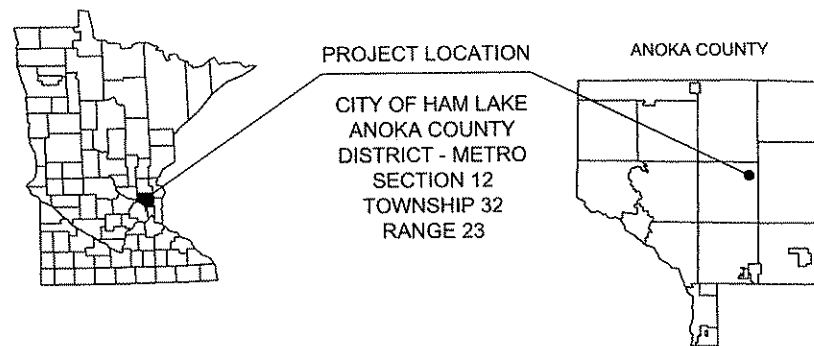 PROJECT LOCATION
CITY OF HAM LAKE
ANOKA COUNTY
DISTRICT - METRO
SECTION 12
TOWNSHIP 32
RANGE 23
ANOKA COUNTY